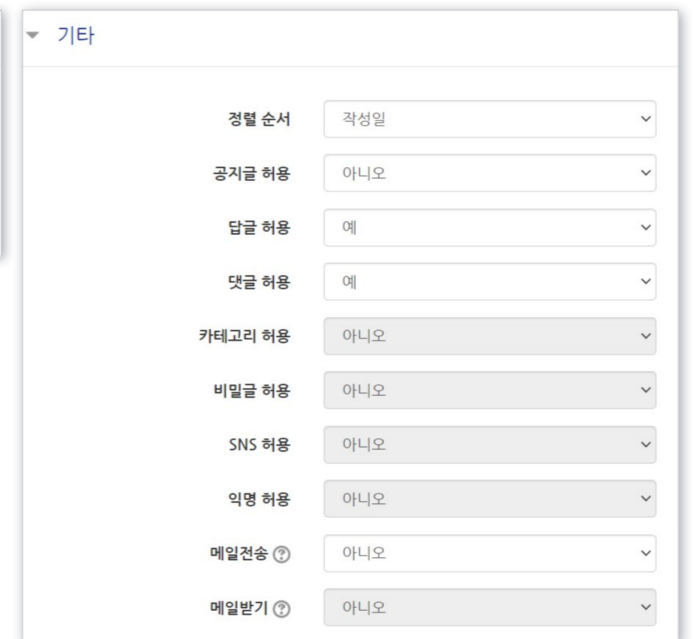 기타
정렬 순서 작성일
공지글 허용 아니오
답글 허용 예
댓글 허용 예
카테고리 허용 아니오
비밀글 허용 아니오
SNS 허용 아니오
익명 허용 아니오
메일전송 ? 아니오
메일받기 ? 아니오